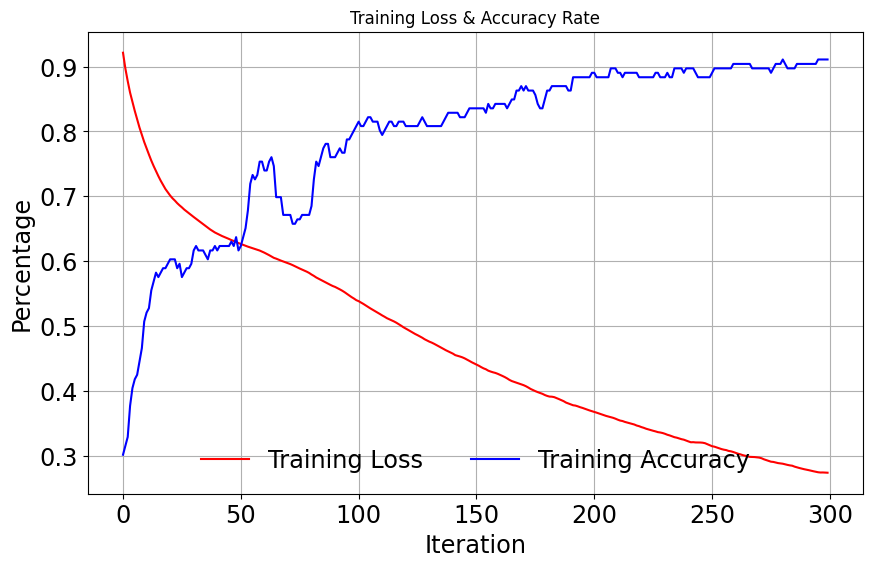 Training Loss & Accuracy Rate
Percentage
0.9
0.8
0.7
0.6
0.5
0.4
0.3
Training Loss
Training Accuracy
0 50 100 150 200 250 300
Iteration